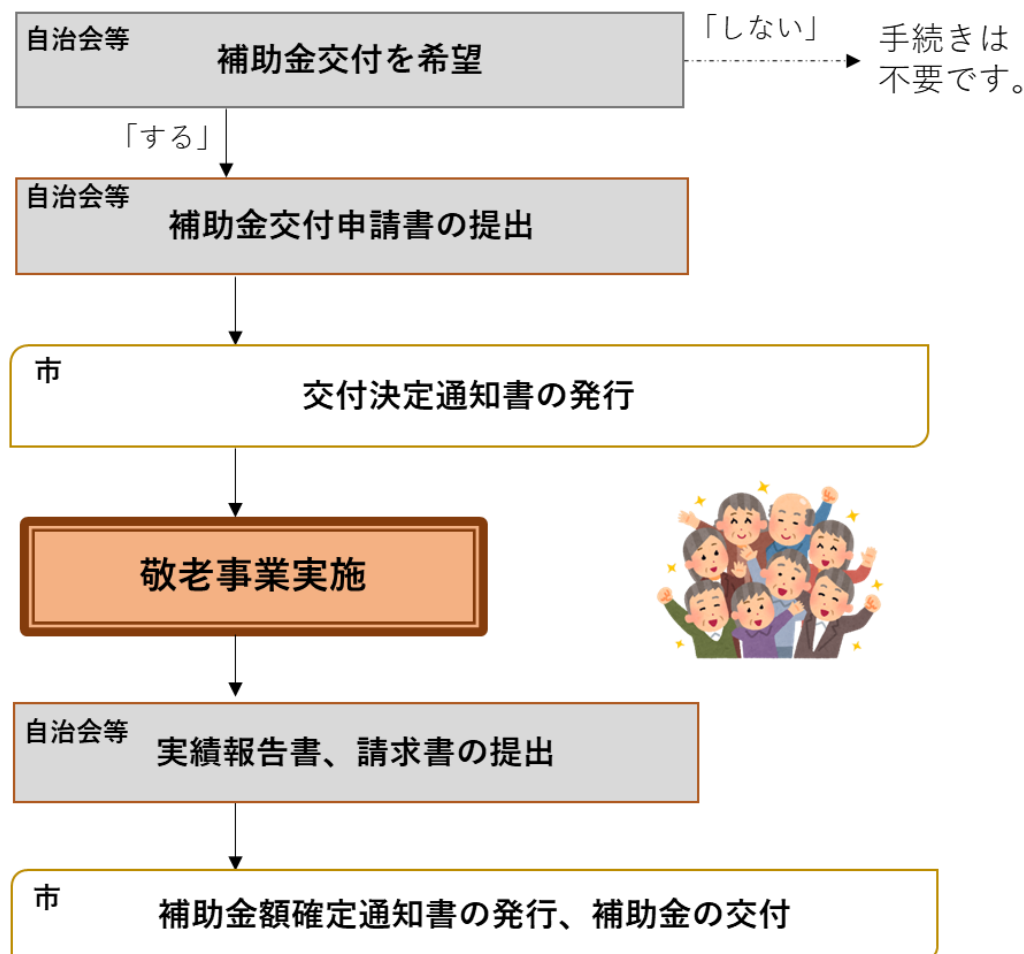 自治会等
補助金交付を希望
「しない」
手続きは
不要です。
「する」
自治会等
補助金交付申請書の提出
市
交付決定通知書の発行
敬老事業実施
自治会等
実績報告書、請求書の提出
市
補助金額確定通知書の発行、補助金の交付